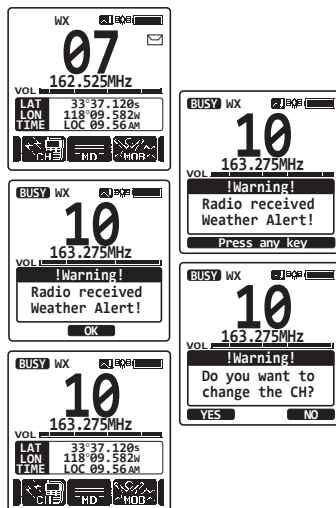 WX
07
162.525MHz
VOL
LAT 33°37.120s
LON 118°09.582w
TIME LOC 09.56AM
CH MD MOB
BUSY WX
10
163.275MHz
VOL
!Warning!
Radio received
Weather Alert!
OK
BUSY WX
10
163.275MHz
VOL
LAT 33°37.120s
LON 118°09.582w
TIME LOC 09.56AM
CH MD MOB
BUSY WX
10
163.275MHz
VOL
!Warning!
Radio received
Weather Alert!
Press any key
BUSY WX
10
163.275MHz
VOL
!Warning!
Do you want to
change the CH?
YES NO